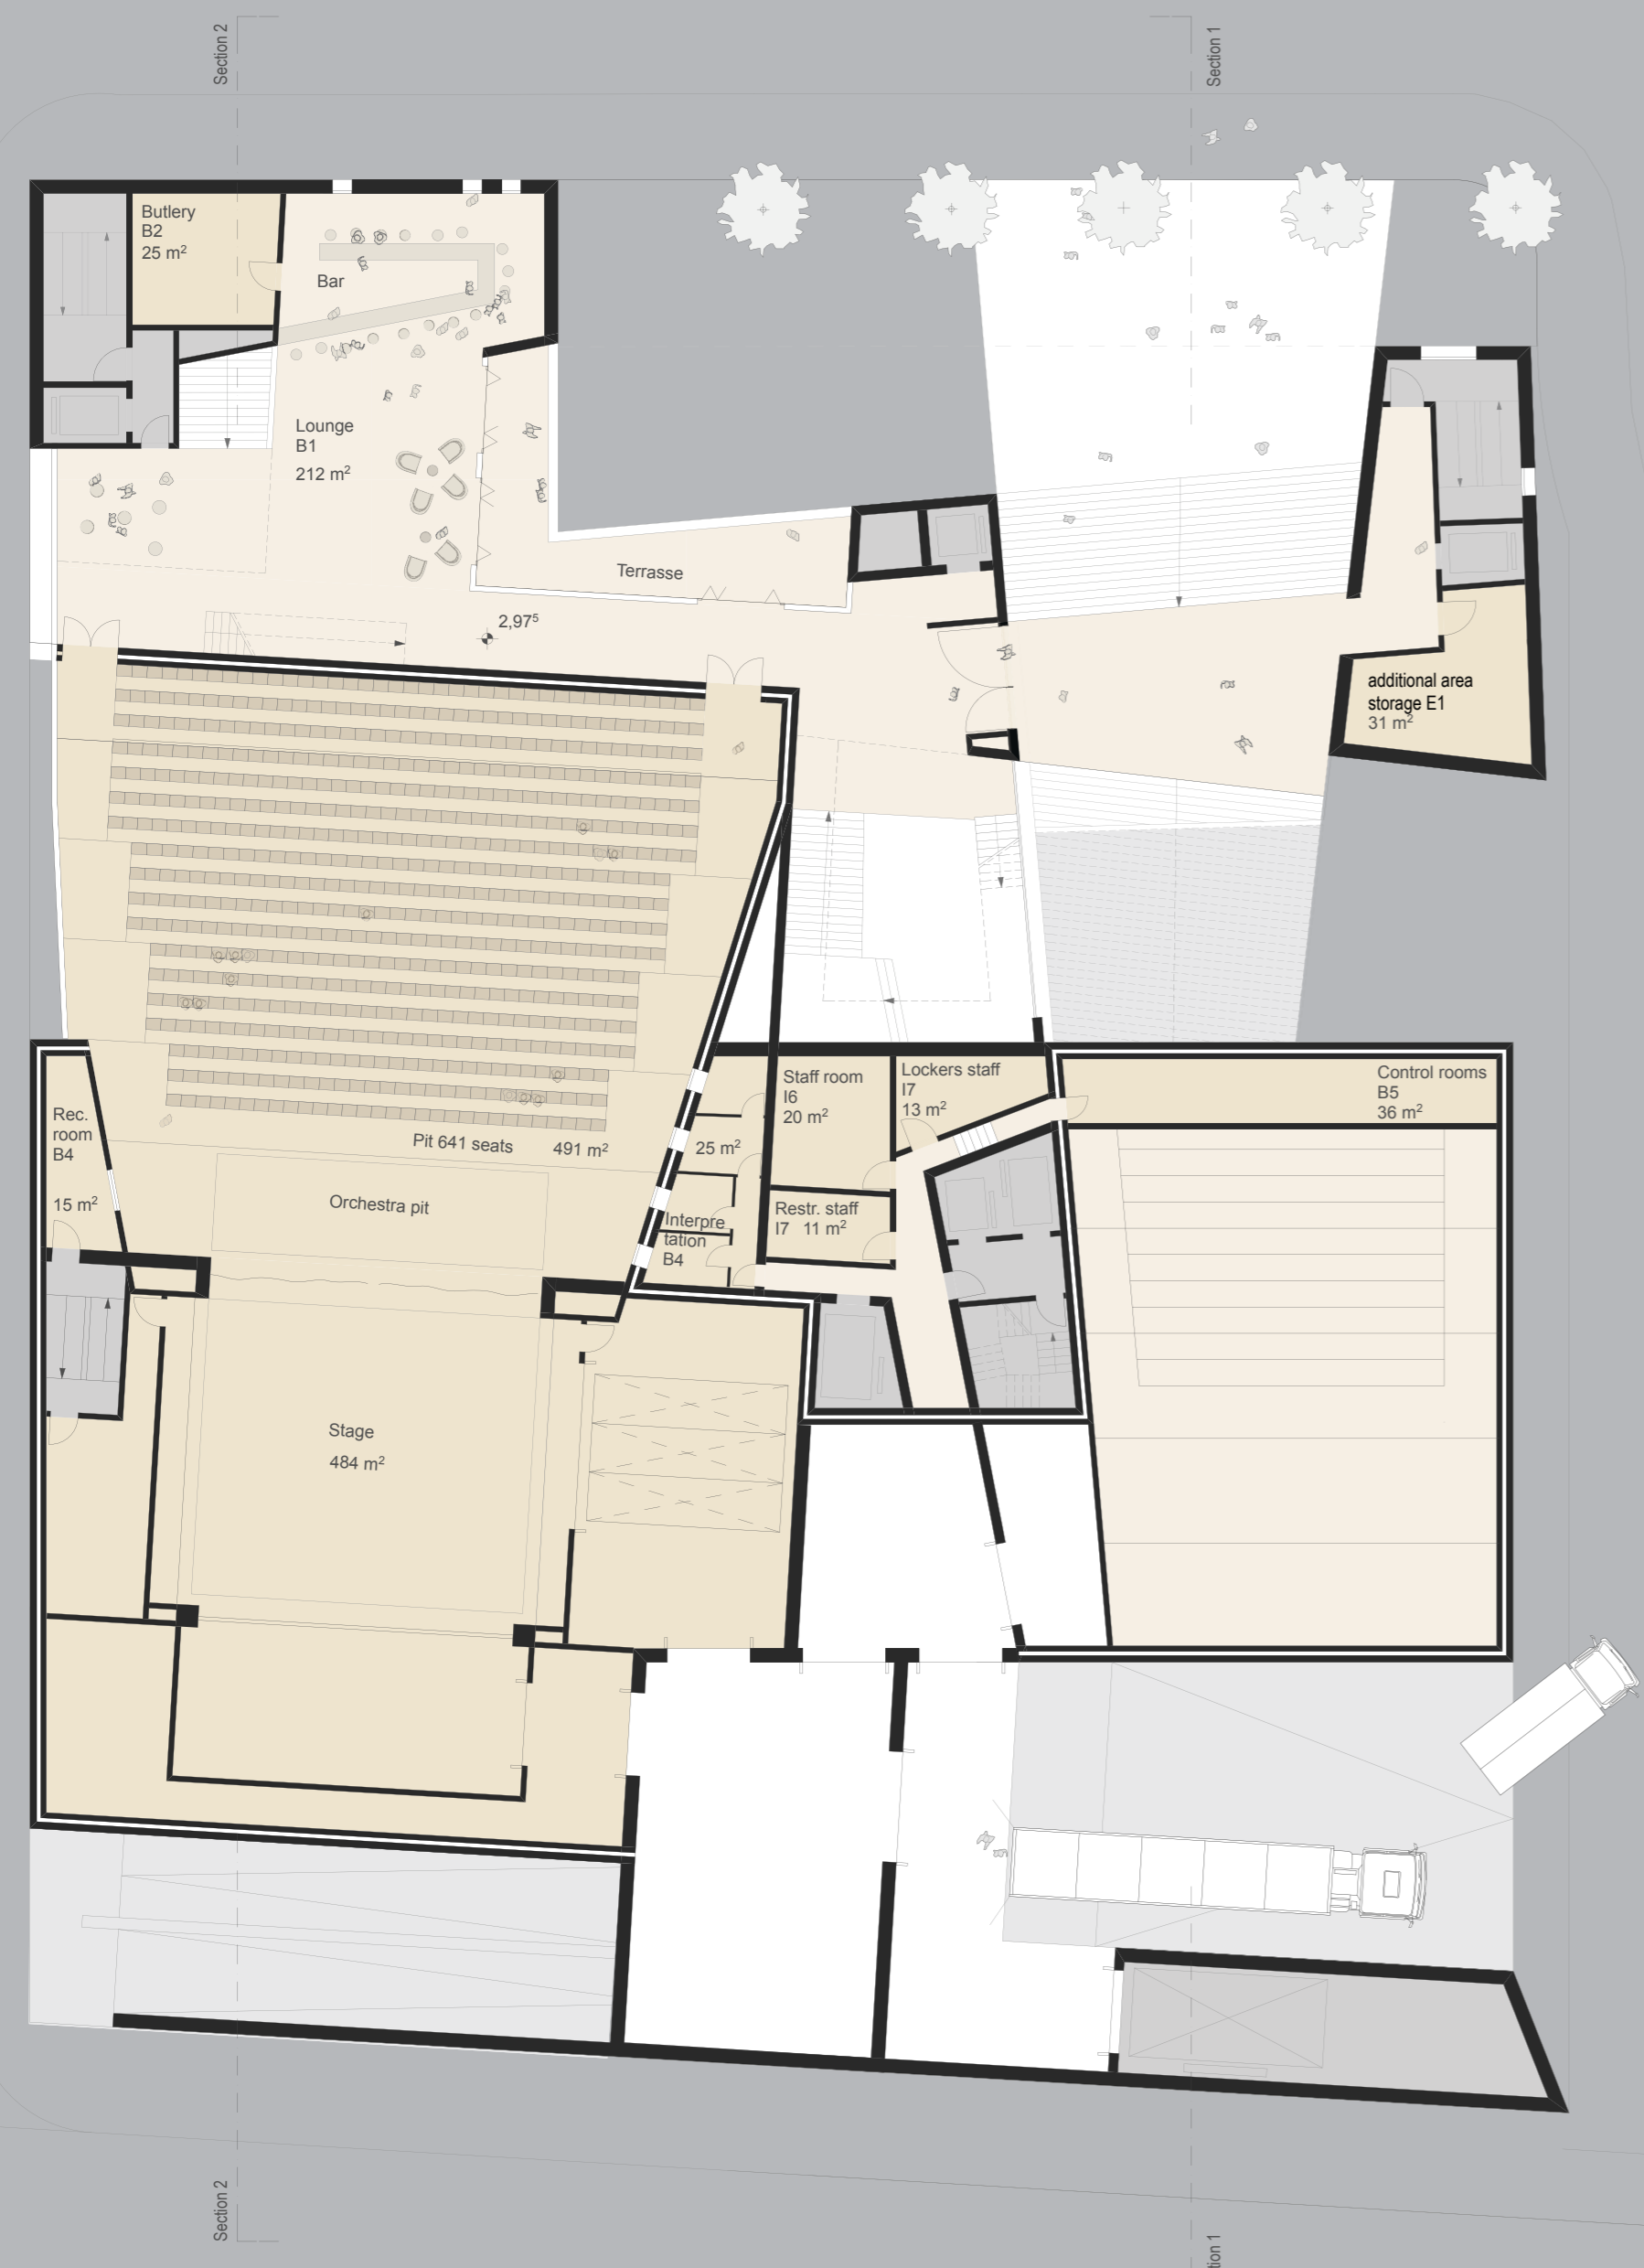 Section 2
Section 1
Butlery
B2
25 m²
Bar
Lounge
B1
212 m²
Terrasse
2,97⁵
additional area
storage E1
31 m²
Rec.
room
B4
15 m²
Pit 641 seats 491 m²
Orchestra pit
25 m²
Interpre
tation
B4
Staff room
I6
20 m²
Lockers staff
I7
13 m²
Restr. staff
I7 11 m²
Control rooms
B5
36 m²
Stage
484 m²
Section 2
tion 1